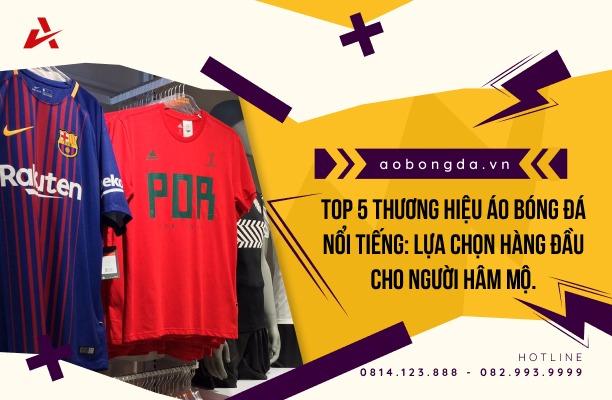 aobongda.vn
TOP 5 THƯƠNG HIỆU ÁO BÓNG ĐÁ
NỔI TIẾNG: LỰA CHỌN HÀNG ĐẦU
CHO NGƯỜI HÂM MỘ.
Rakuten
beko
POR
HOTLINE
0814.123.888 - 082.993.9999